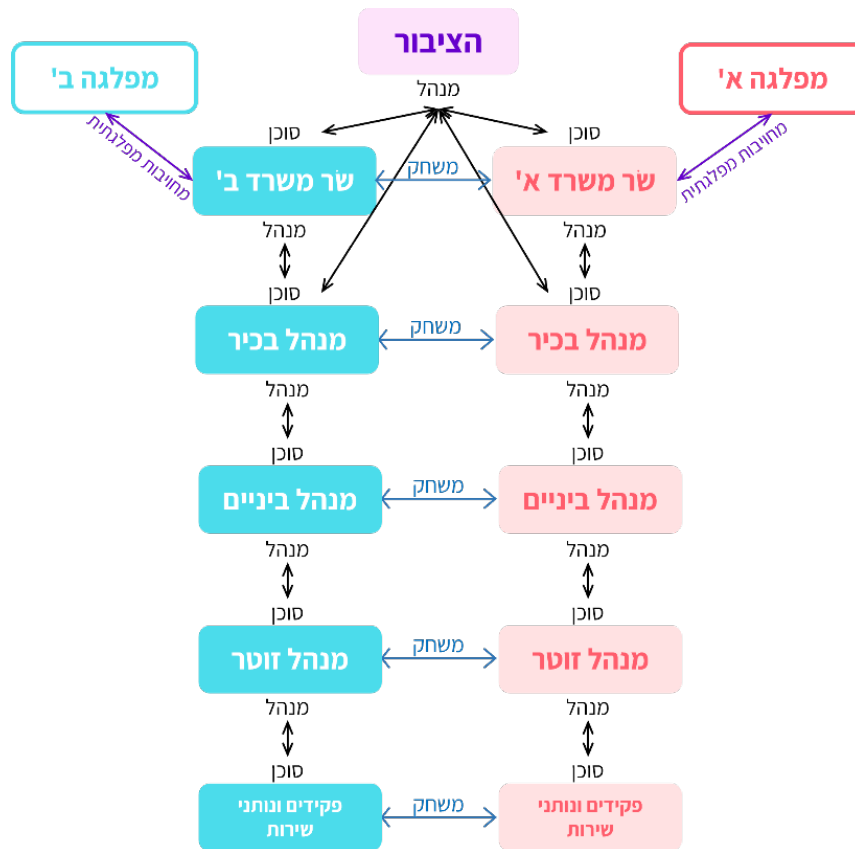 הציבור
מפלגה א'
מפלגה ב'
מנהל
מחויבות מפלגתית
מחויבות מפלגתית
סוכן
סוכן
שׂר משרד א'
משחק
שׂר משרד ב'
מנהל
מנהל
סוכן
סוכן
מנהל בכיר
משחק
מנהל בכיר
מנהל
מנהל
סוכן
סוכן
מנהל ביניים
משחק
מנהל ביניים
מנהל
מנהל
סוכן
סוכן
מנהל זוטר
משחק
מנהל זוטר
מנהל
מנהל
סוכן
סוכן
פקידים ונותני
שירות
משחק
פקידים ונותני
שירות